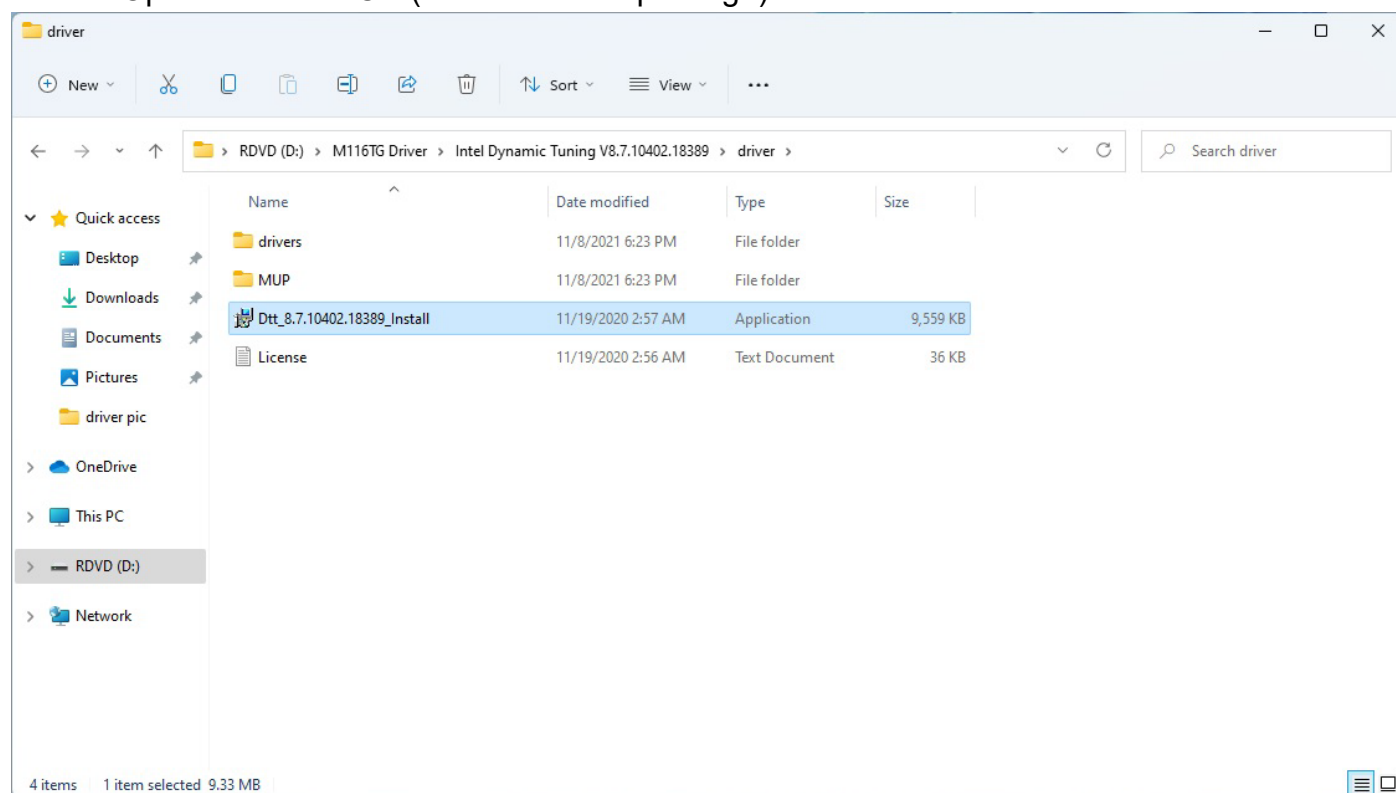 driver
New
Sort
View
RDVD (D:) > M116TG Driver > Intel Dynamic Tuning V8.7.10402.18389 > driver >
Search driver
Name Date modified Type Size
Quick access
Desktop
Downloads
Documents
Pictures
driver pic
OneDrive
This PC
RDVD (D:)
Network
drivers 11/8/2021 6:23 PM File folder
MUP 11/8/2021 6:23 PM File folder
Dtt_8.7.10402.18389_Install 11/19/2020 2:57 AM Application 9,559 KB
License 11/19/2020 2:56 AM Text Document 36 KB
4 items 1 item selected 9.33 MB